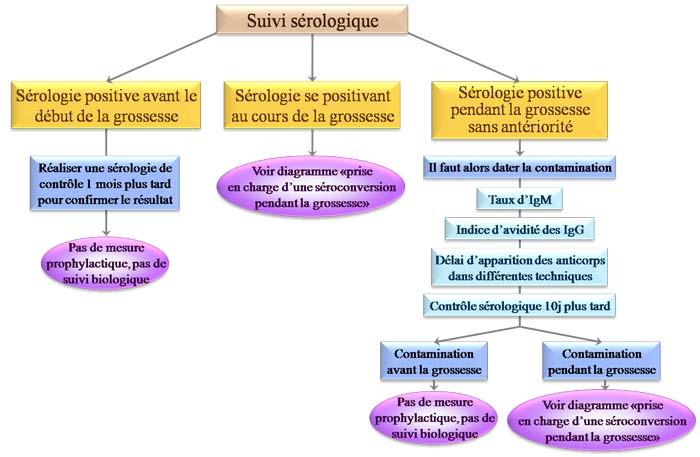 Suivi sérologique
Sérologie positive avant le
début de la grossesse
Sérologie se positivant
au cours de la grossesse
Sérologie positive
pendant la grossesse
sans antériorité
Réaliser une sérologie de
contrôle 1 mois plus tard
pour confirmer le résultat
Voir diagramme «prise
en charge d'une séroconversion
pendant la grossesse»
Il faut alors dater la contamination
Taux d'IgM
Indice d'avidité des IgG
Pas de mesure
prophylactique, pas de
suivi biologique
Délai d'apparition des anticorps
dans différentes techniques
Contrôle sérologique 10j plus tard
Contamination
avant la grossesse
Contamination
pendant la grossesse
Pas de mesure
prophylactique, pas de
suivi biologique
Voir diagramme «prise
en charge d'une séroconversion
pendant la grossesse»